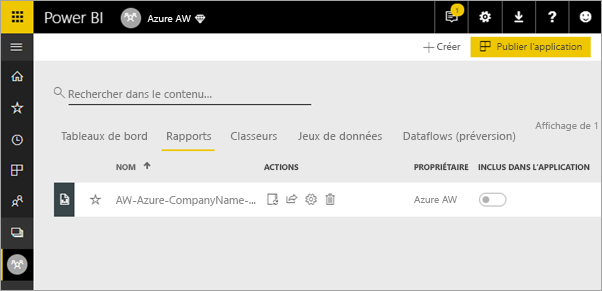 Power BI
Azure AW
1
?
Créer
Publier l'application
Rechercher dans le contenu...
Affichage de 1
Tableaux de bord
Rapports
Classeurs
Jeux de données
Dataflows (préversion)
NOM
ACTIONS
PROPRIÉTAIRE
INCLUS DANS L'APPLICATION
AW-Azure-CompanyName-...
Azure AW